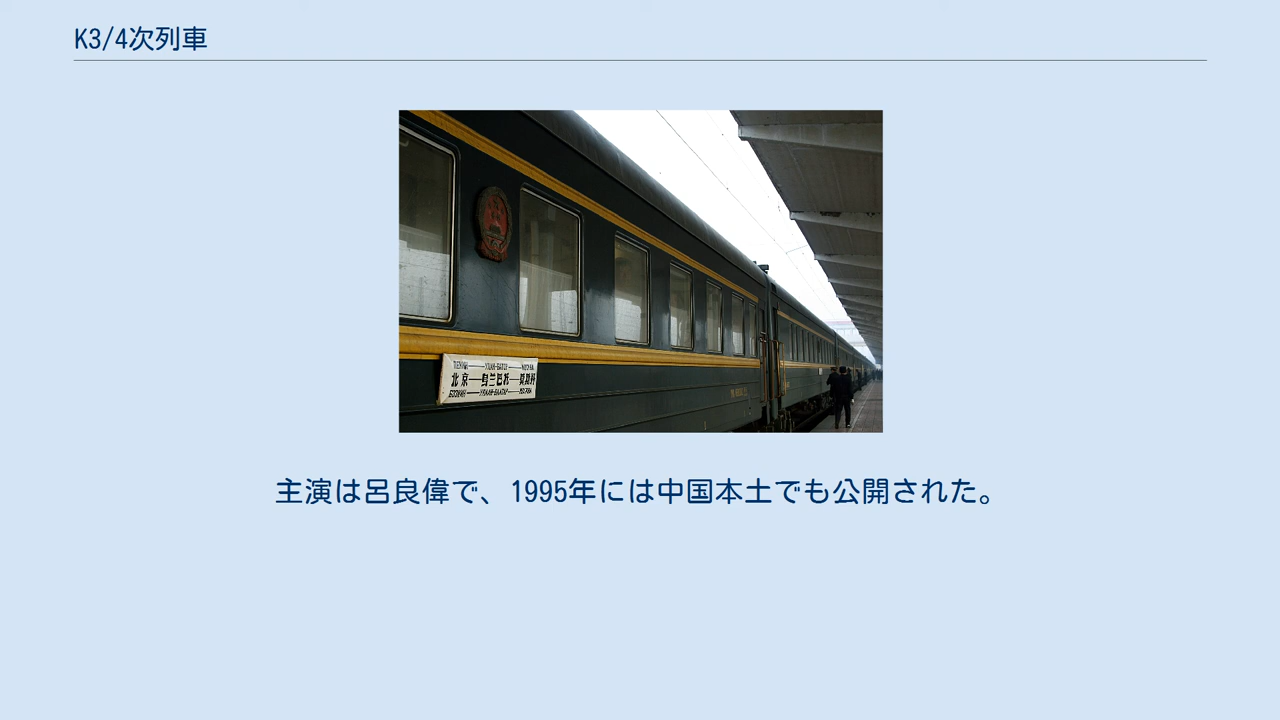 K3/4次列車
北京—乌兰巴托—莫斯科
主演は呂良偉で、1995年には中国本土でも公開された。